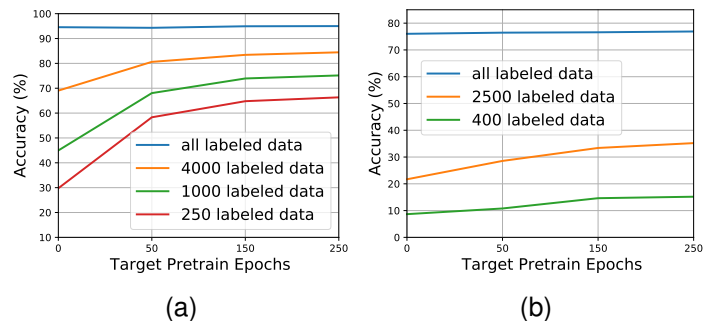 100
90
80
70
60
50
40
30
20
10
Accuracy (%)
all labeled data
4000 labeled data
1000 labeled data
250 labeled data
0 50 150 250
Target Pretrain Epochs
(a)
80
70
60
50
40
30
20
10
0
Accuracy (%)
all labeled data
2500 labeled data
400 labeled data
0 50 150 250
Target Pretrain Epochs
(b)